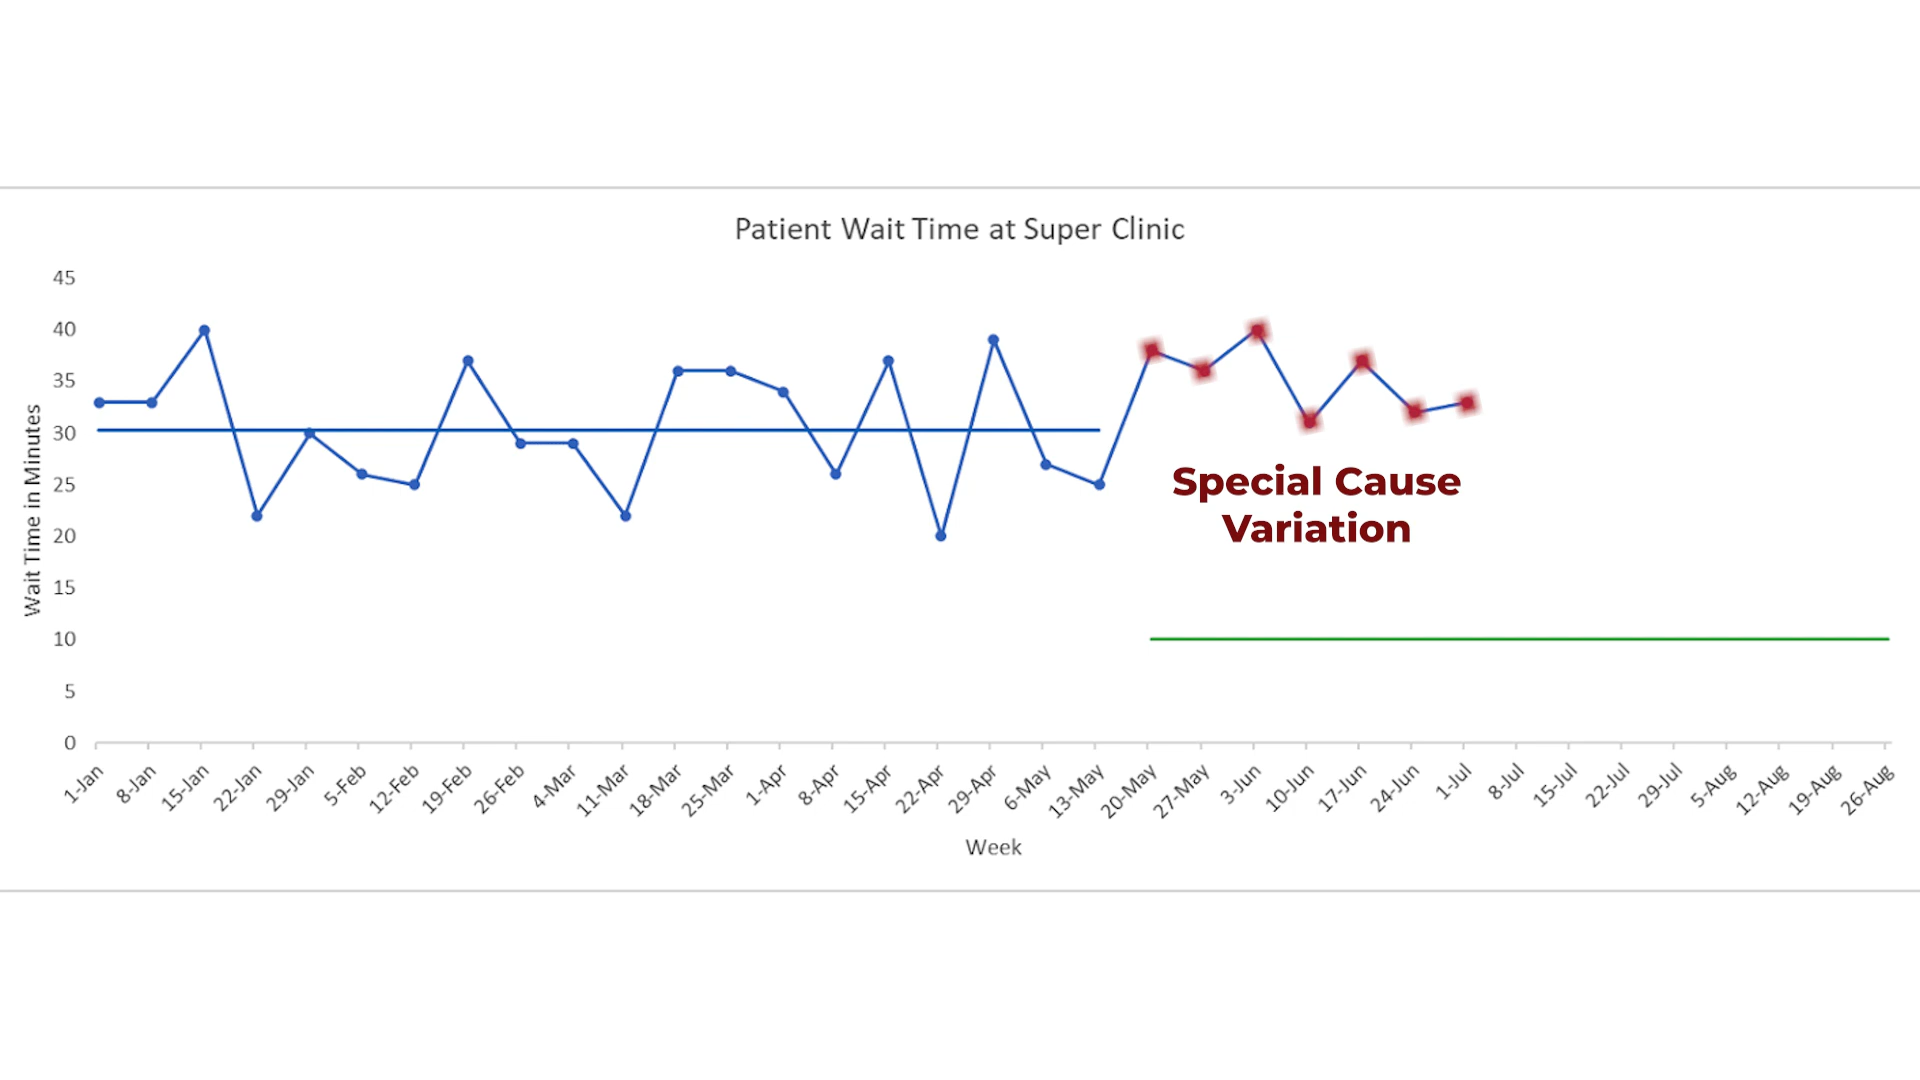 Patient Wait Time at Super Clinic
45
40
35
30
25
20
15
10
5
0
Wait Time in Minutes
Special Cause
Variation
1-Jan
8-Jan
15-Jan
22-Jan
29-Jan
5-Feb
12-Feb
19-Feb
26-Feb
4-Mar
11-Mar
18-Mar
25-Mar
1-Apr
8-Apr
15-Apr
22-Apr
29-Apr
6-May
13-May
20-May
27-May
3-Jun
10-Jun
17-Jun
24-Jun
1-Jul
8-Jul
15-Jul
22-Jul
29-Jul
5-Aug
12-Aug
19-Aug
26-Aug
Week